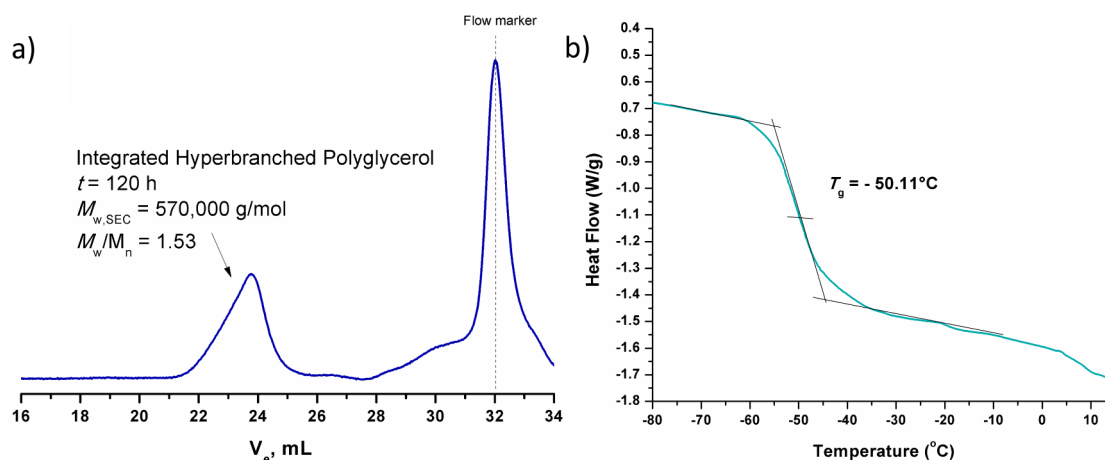 a)
Flow marker
Integrated Hyperbranched Polyglycerol
t = 120 h
Mw,SEC = 570,000 g/mol
Mw/Mn = 1.53
16 18 20 22 24 26 28 30 32 34
Ve, mL
b)
0.4
0.5
0.6
0.7
-0.8
-0.9
-1.0
-1.1
-1.2
-1.3
-1.4
-1.5
-1.6
-1.7
-1.8
Heat Flow (W/g)
Tg = - 50.11°C
-80 -70 -60 -50 -40 -30 -20 -10 0 10
Temperature (°C)